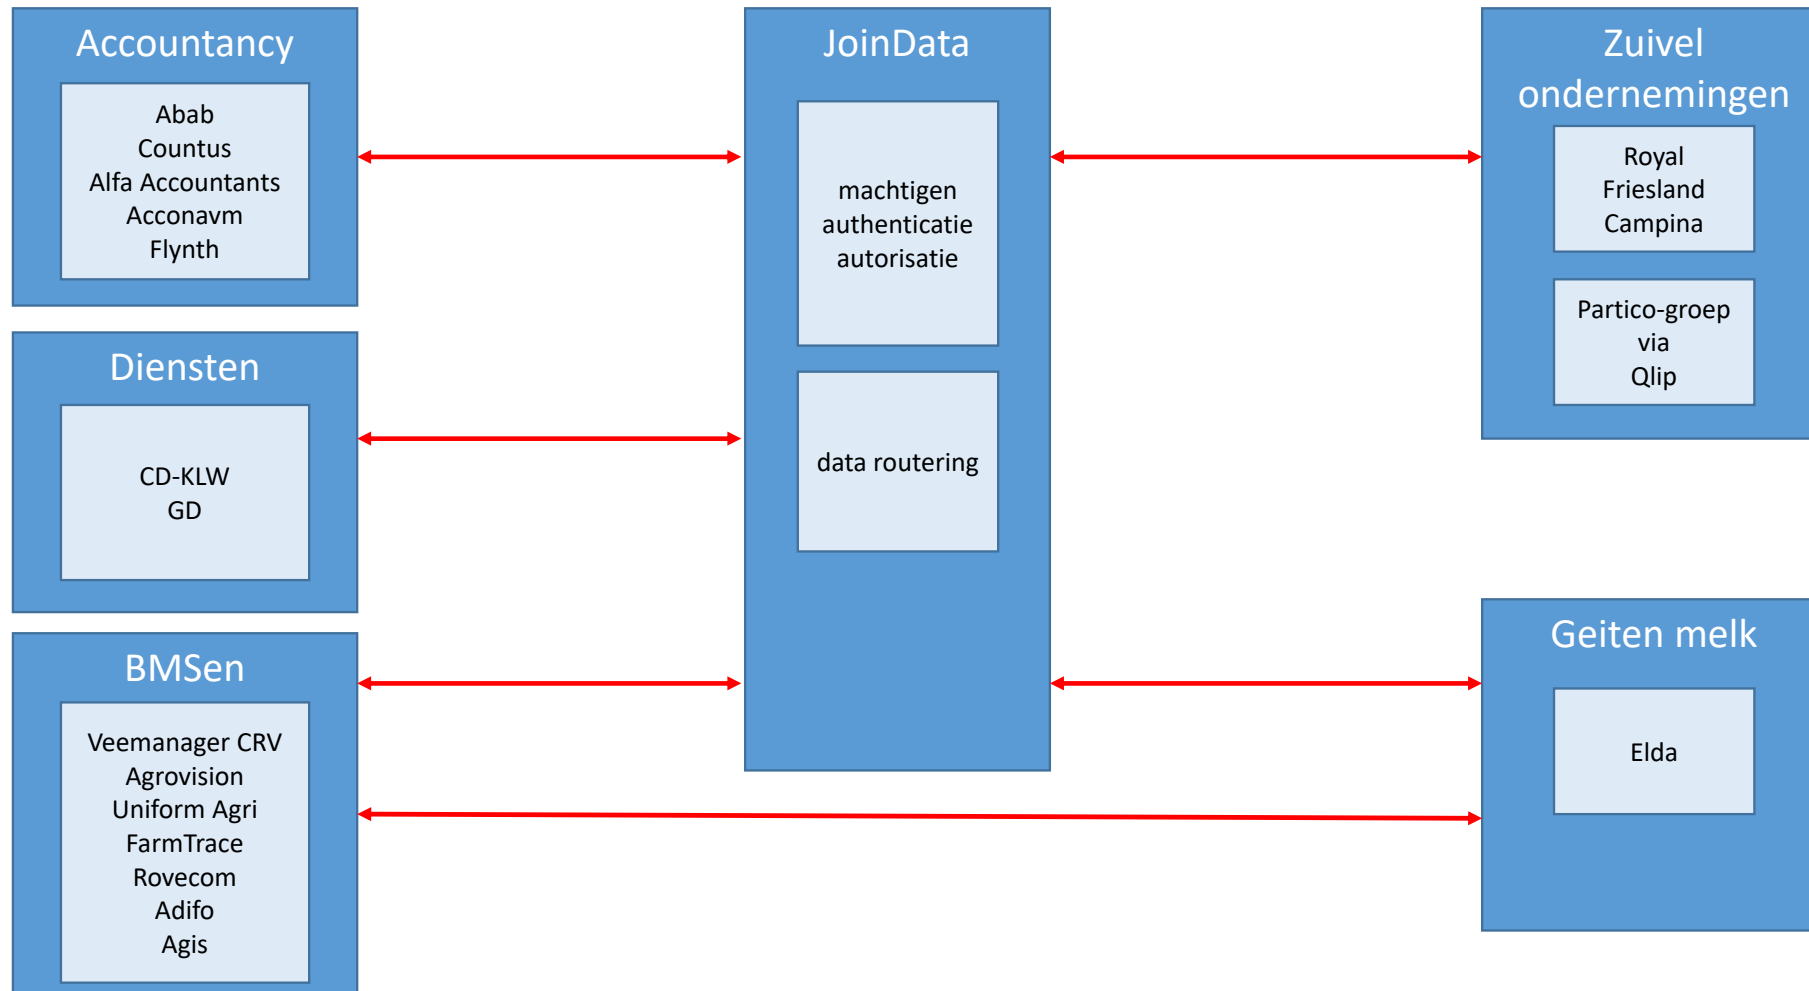 Accountancy
Abab
Countus
Alfa Accountants
Acconavm
Flynth
Diensten
CD-KLW
GD
BMSen
Veemanager CRV
Agrovision
Uniform Agri
FarmTrace
Rovecom
Adifo
Agis
JoinData
machtigen
authenticatie
autorisatie
data routering
Zuivel
ondernemingen
Royal
Friesland
Campina
Partico-groep
via
Qlip
Geiten melk
Elda